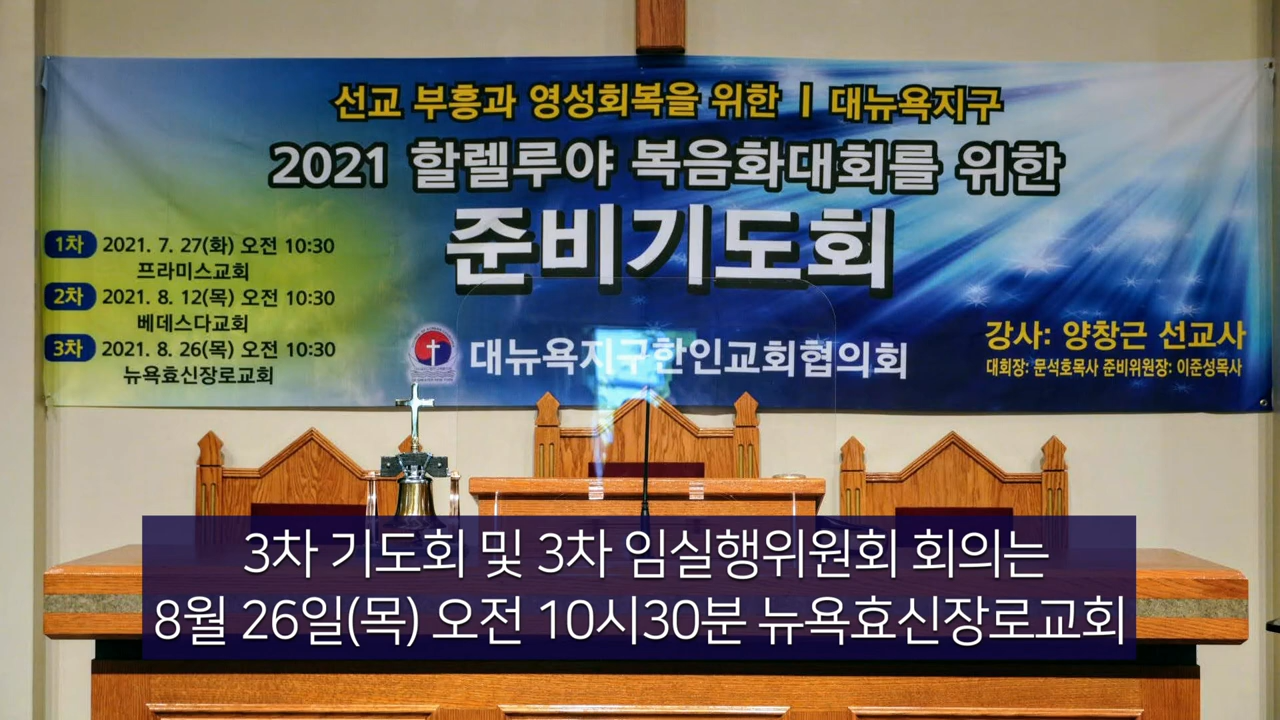 선교 부흥과 영성회복을 위한 | 대뉴욕지구
2021 할렐루야 복음화대회를 위한
준비기도회
1차 2021. 7. 27(화) 오전 10:30
프라미스교회
2차 2021. 8. 12(목) 오전 10:30
베데스다교회
3차 2021. 8. 26(목) 오전 10:30
뉴욕효신장로교회
대뉴욕지구한인교회협의회
강사: 양창근 선교사
대회장: 문석호목사 준비위원장: 이준성목사
3차 기도회 및 3차 임실행위원회 회의는
8월 26일(목) 오전 10시30분 뉴욕효신장로교회